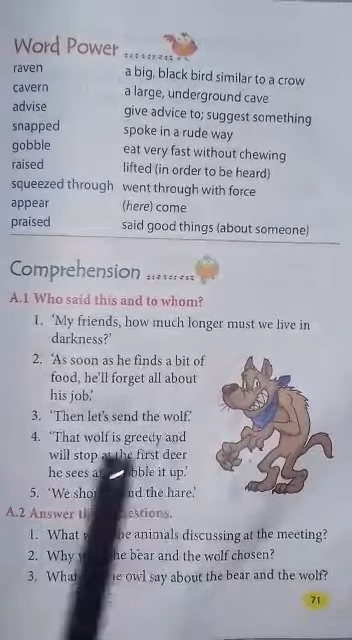 Word Power ..........
raven a big, black bird similar to a crow
cavern a large, underground cave
advise give advice to; suggest something
snapped spoke in a rude way
gobble eat very fast without chewing
raised lifted (in order to be heard)
squeezed through went through with force
appear (here) come
praised said good things (about someone)
Comprehension ..........
A.1 Who said this and to whom?
1. 'My friends, how much longer must we live in
darkness?'
2. 'As soon as he finds a bit of
food, he'll forget all about
his job.'
3. 'Then let's send the wolf.'
4. 'That wolf is greedy and
will stop at the first deer
he sees
it up.'
5. 'We the hare.'
A.2 Answer
1. What animals discussing at the meeting?
2. Why bear and the wolf chosen?
3. owl say about the bear and the wolf?
71